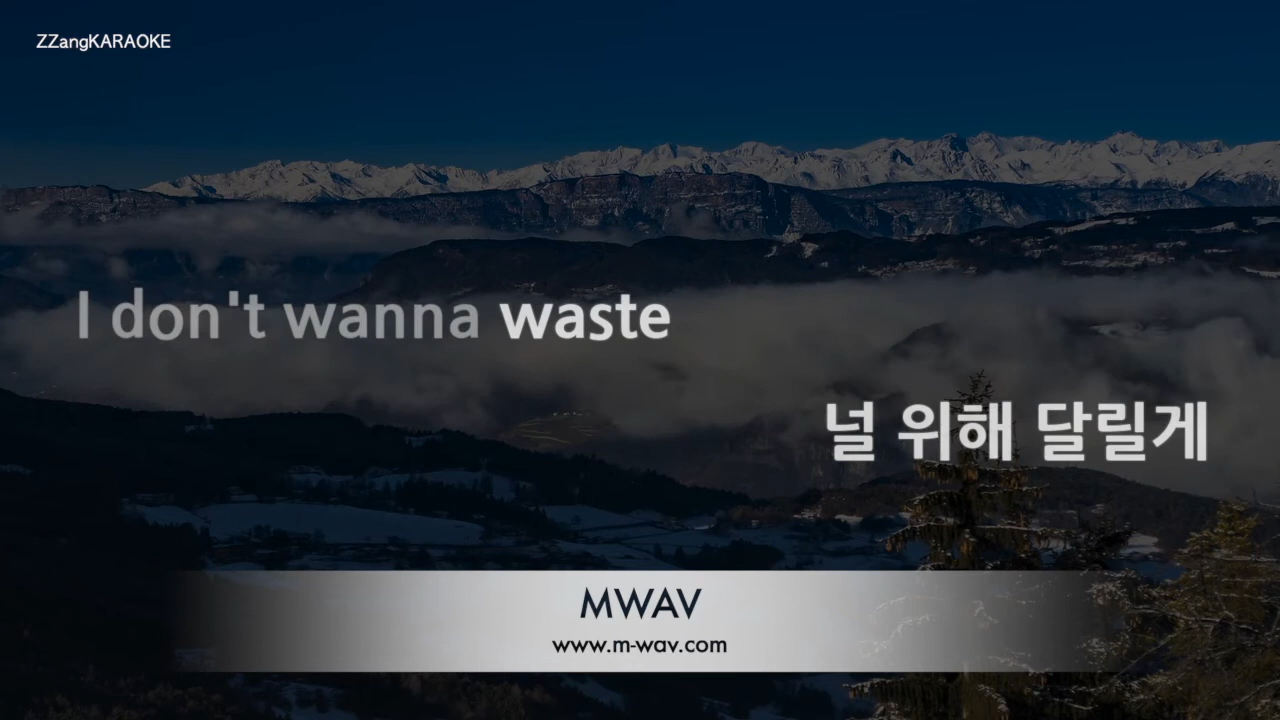 ZZangKARAOKE
I don't wanna waste
널 위해 달릴게
MWAV
www.m-wav.com